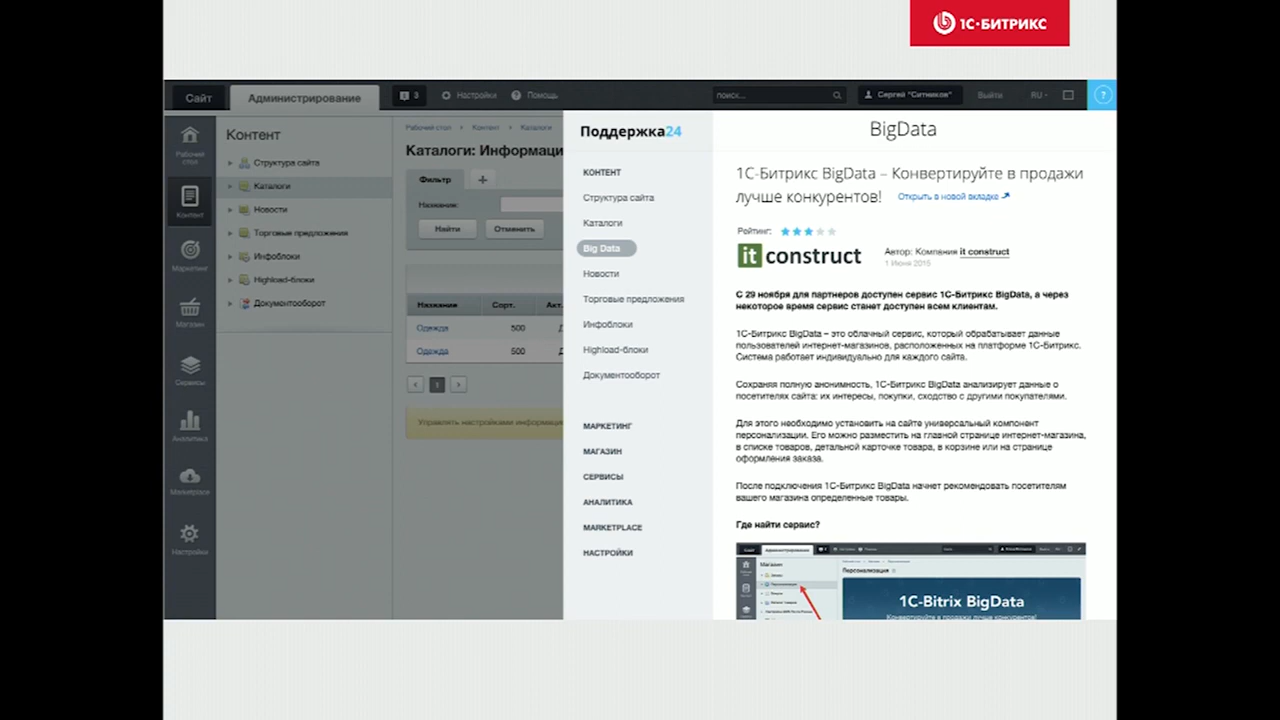 1С·БИТРИКС
Сайт
Администрирование
3
Настройки
Помощь
поиск...
Сергей "Ситников"
Выйти
RU
?
Рабочий стол
Контент
Маркетинг
Магазин
Сервисы
Аналитика
Marketplace
Настройки
Контент
Структура сайта
Каталоги
Новости
Торговые предложения
Инфоблоки
Highload-блоки
Документооборот
Рабочий стол
Контент
Каталоги
Каталоги: Информаци
Фильтр
+
Название:
Найти
Отменить
Название
Сорт.
Акт.
Одежда
500
Одежда
500
1
Управлять настройками информацио
Поддержка24
КОНТЕНТ
Структура сайта
Каталоги
Big Data
Новости
Торговые предложения
Инфоблоки
Highload-блоки
Документооборот
МАРКЕТИНГ
МАГАЗИН
СЕРВИСЫ
АНАЛИТИКА
MARKETPLACE
НАСТРОЙКИ
BigData
1С-Битрикс BigData – Конвертируйте в продажи
лучше конкурентов! Открыть в новой вкладке
Рейтинг:
it construct
Автор: Компания it construct
1 Июня 2015
С 29 ноября для партнеров доступен сервис 1С-Битрикс BigData, а через
некоторое время сервис станет доступен всем клиентам.
1С-Битрикс BigData – это облачный сервис, который обрабатывает данные
пользователей интернет-магазинов, расположенных на платформе 1С-Битрикс.
Система работает индивидуально для каждого сайта.
Сохраняя полную анонимность, 1С-Битрикс BigData анализирует данные о
посетителях сайта: их интересы, покупки, сходство с другими покупателями.
Для этого необходимо установить на сайте универсальный компонент
персонализации. Его можно разместить на главной странице интернет-магазина,
в списке товаров, детальной карточке товара, в корзине или на странице
оформления заказа.
После подключения 1С-Битрикс BigData начнет рекомендовать посетителям
вашего магазина определенные товары.
Где найти сервис?
Сайт
Администрирование
Магазин
Персонализация
Персонализация
1C-Bitrix BigData
Конвертируйте в продажи лучше конкурентов!